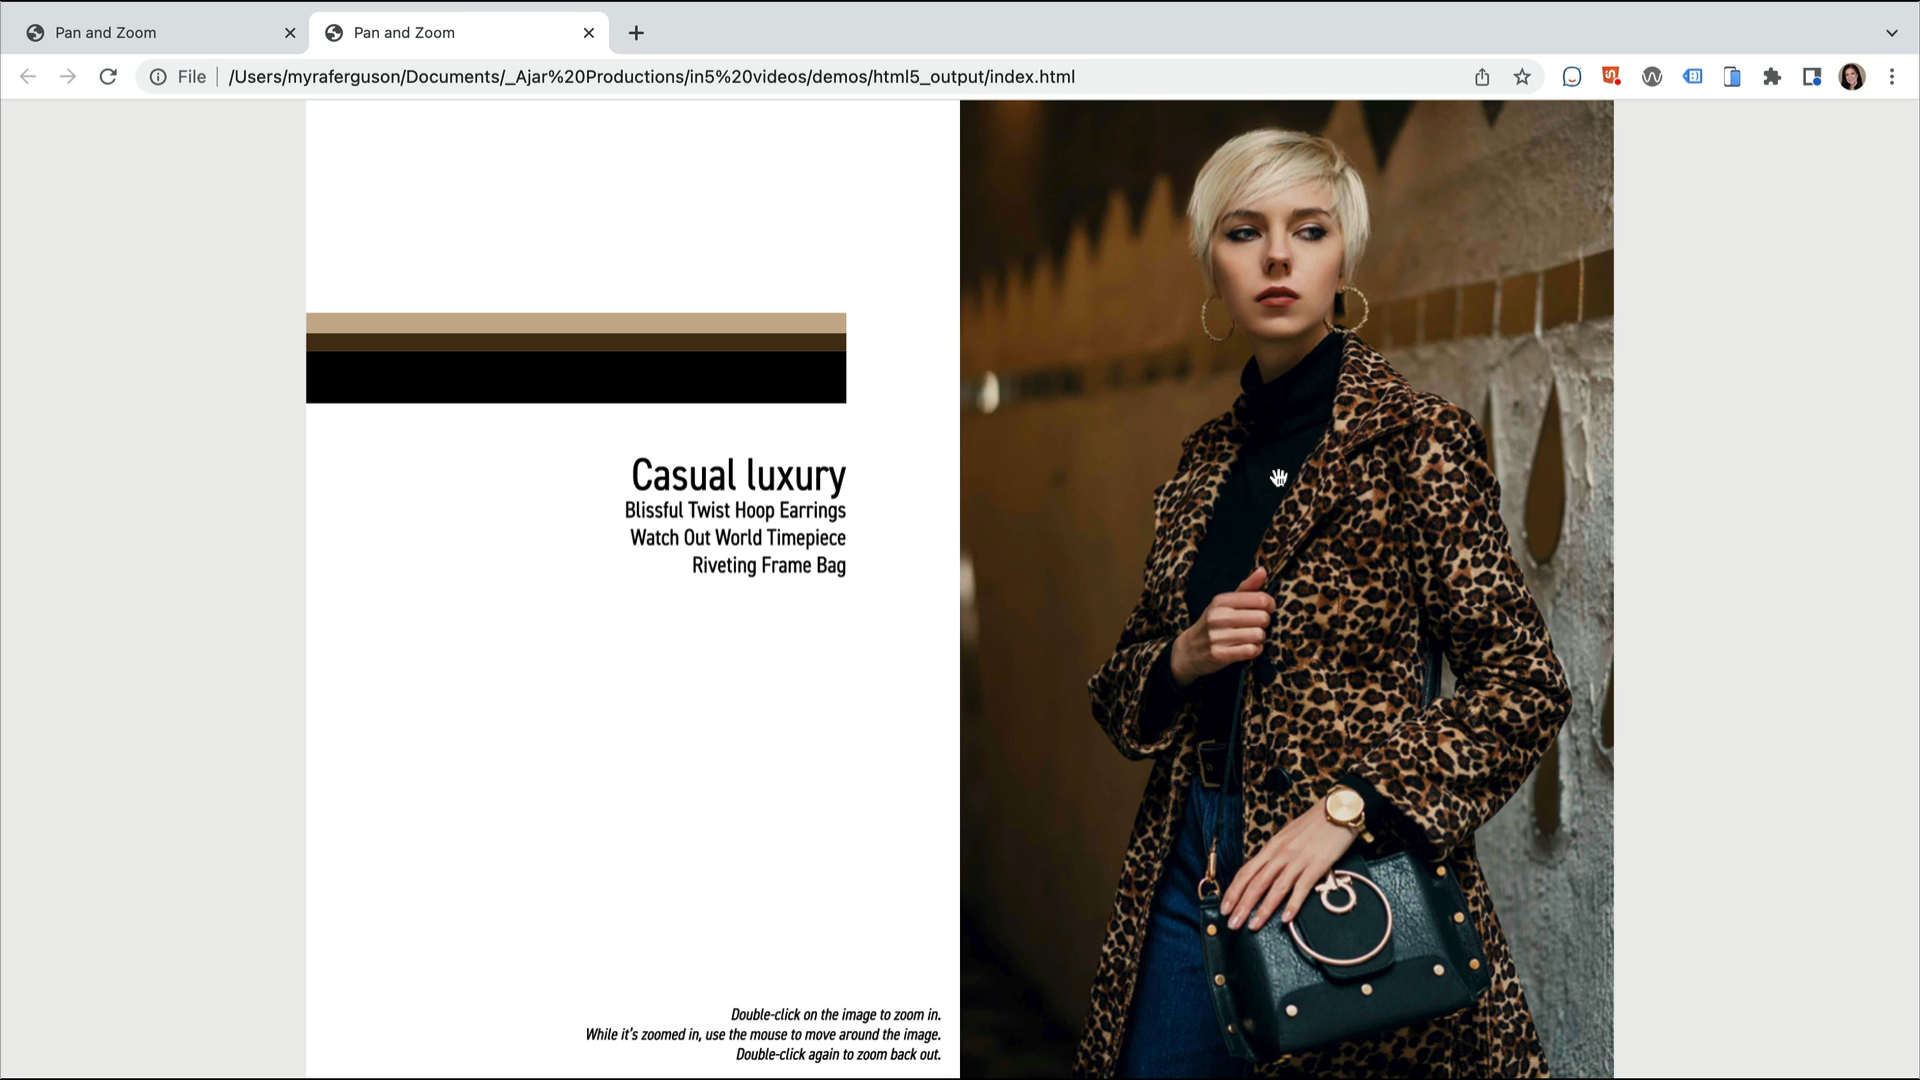 Pan and Zoom
Pan and Zoom
File
/Users/myraferguson/Documents/_Ajar%20Productions/in5%20videos/demos/html5_output/index.html
Casual luxury
Blissful Twist Hoop Earrings
Watch Out World Timepiece
Riveting Frame Bag
Double-click on the image to zoom in.
While it's zoomed in, use the mouse to move around the image.
Double-click again to zoom back out.